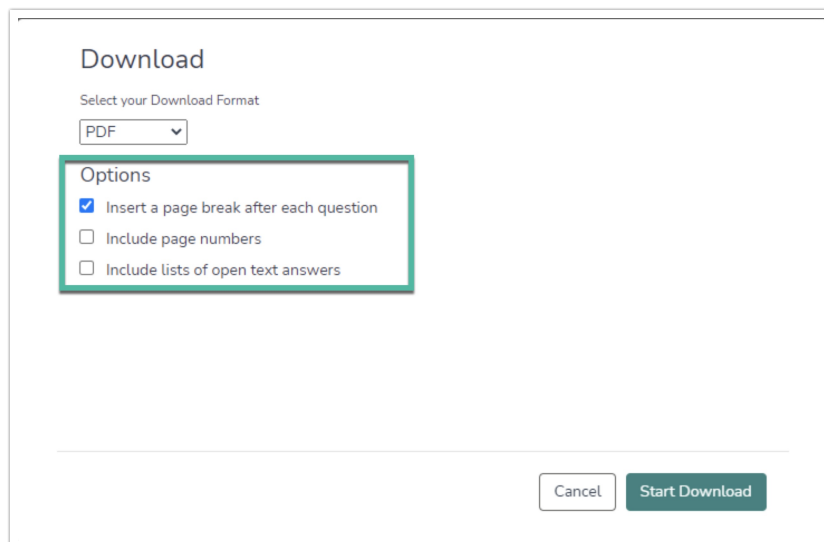 Download
Select your Download Format
PDF
Options
Insert a page break after each question
Include page numbers
Include lists of open text answers
Cancel Start Download